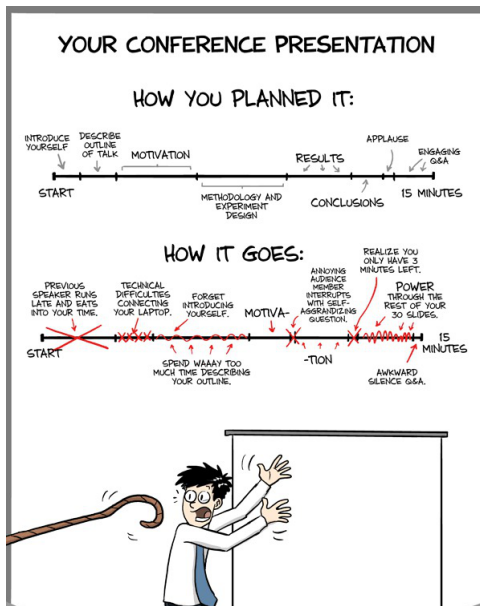 YOUR CONFERENCE PRESENTATION
HOW YOU PLANNED IT:
INTRODUCE
YOURSELF
DESCRIBE
OUTLINE
OF TALK
MOTIVATION
METHODOLOGY AND
EXPERIMENT
DESIGN
RESULTS
CONCLUSIONS
APPLAUSE
ENGAGING
Q&A
START
15 MINUTES
HOW IT GOES:
PREVIOUS
SPEAKER RUNS
LATE AND EATS
INTO YOUR TIME.
TECHNICAL
DIFFICULTIES
CONNECTING
YOUR LAPTOP.
FORGET
INTRODUCING
YOURSELF.
SPEND WAAAY TOO
MUCH TIME DESCRIBING
YOUR OUTLINE.
MOTIVA-
ANNOYING
AUDIENCE
MEMBER
INTERRUPTS
WITH SELF-
AGGRANDIZING
QUESTION.
-TION
REALIZE YOU
ONLY HAVE 3
MINUTES LEFT.
POWER
THROUGH THE
REST OF YOUR
30 SLIDES.
AWKWARD
SILENCE Q&A.
START
15
MINUTES